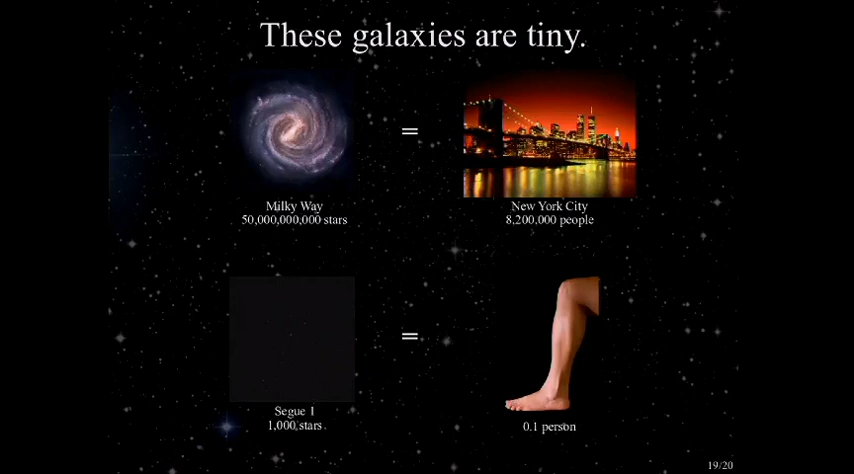 These galaxies are tiny.
=
Milky Way
50,000,000,000 stars
New York City
8,200,000 people
=
Segue 1
1,000 stars
0.1 person
19/20